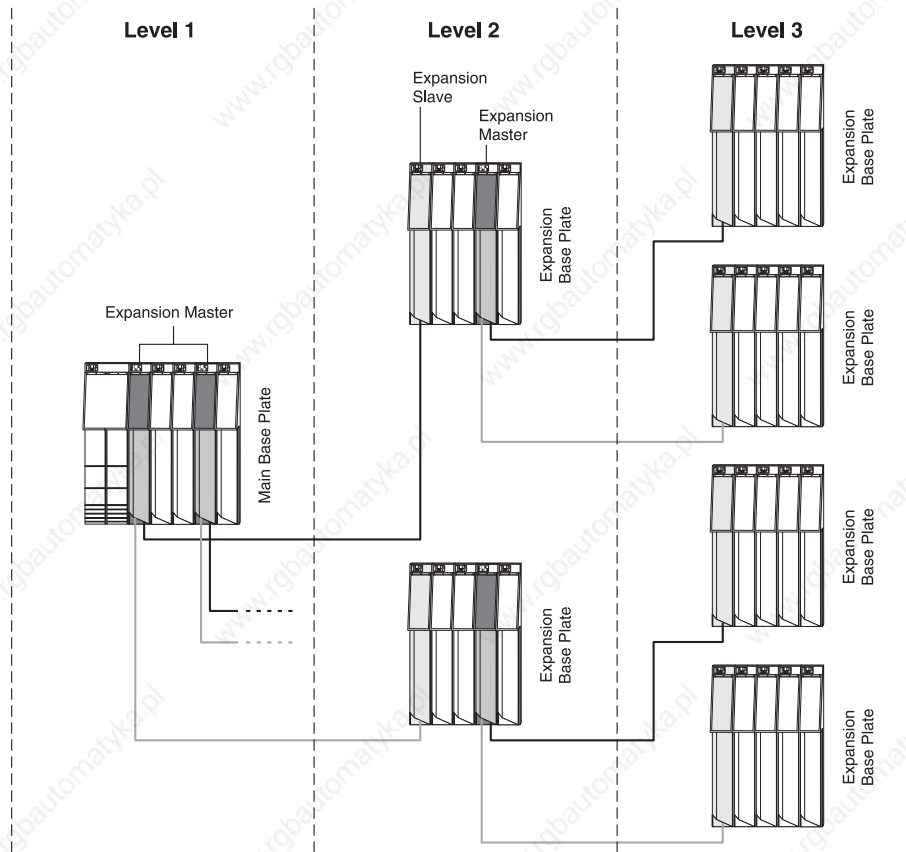 Level 1
Level 2
Level 3
Expansion
Slave
Expansion
Master
Expansion
Base Plate
Expansion
Base Plate
Expansion Master
Main Base Plate
Expansion
Base Plate
Expansion
Base Plate
Expansion
Base Plate
Expansion
Base Plate
www.rgbautomatyka.pl